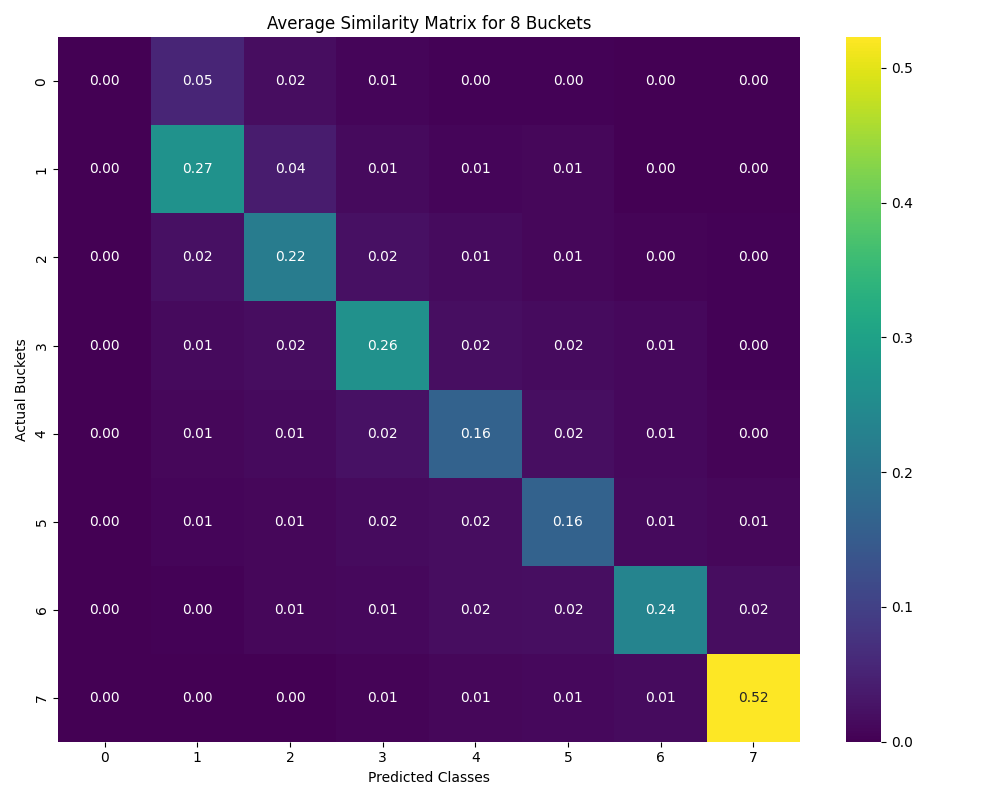 Average Similarity Matrix for 8 Buckets
0 0.00 0.05 0.02 0.01 0.00 0.00 0.00 0.00
1 0.00 0.27 0.04 0.01 0.01 0.01 0.00 0.00
2 0.00 0.02 0.22 0.02 0.01 0.01 0.00 0.00
3 0.00 0.01 0.02 0.26 0.02 0.02 0.01 0.00
4 0.00 0.01 0.01 0.02 0.16 0.02 0.01 0.00
5 0.00 0.01 0.01 0.02 0.02 0.16 0.01 0.01
6 0.00 0.00 0.01 0.01 0.02 0.02 0.24 0.02
7 0.00 0.00 0.00 0.01 0.01 0.01 0.01 0.52
0 1 2 3 4 5 6 7
Predicted Classes
Actual Buckets
0.5
0.4
0.3
0.2
0.1
0.0